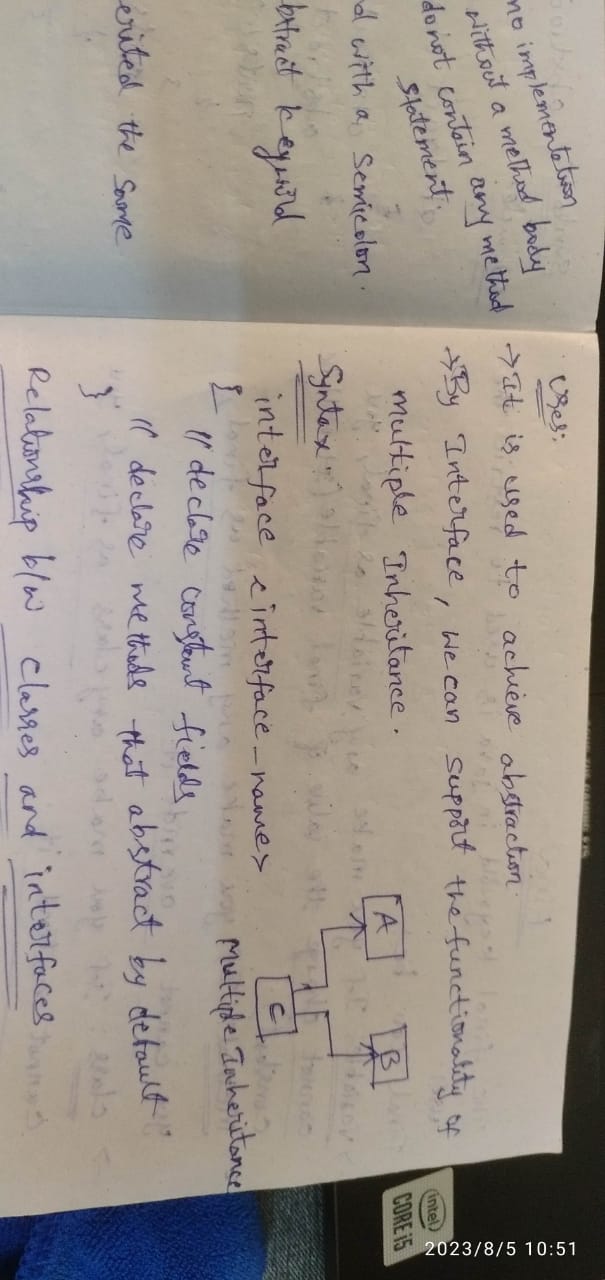 no implementation
without a method body
do not contain any method
statement.
d with a semicolon.
bstract keyword
erited the same
Uses:
→ It is used to achieve abstraction.
→ By Interface, we can support the functionality of
multiple Inheritance.
A B
C
Multiple Inheritance
Syntax:
interface <interface_name>
{
// declare constant fields
// declare methods that abstract by default
}
Relationship b/w classes and interfaces
intel
CORE i5
2023/8/5 10:51